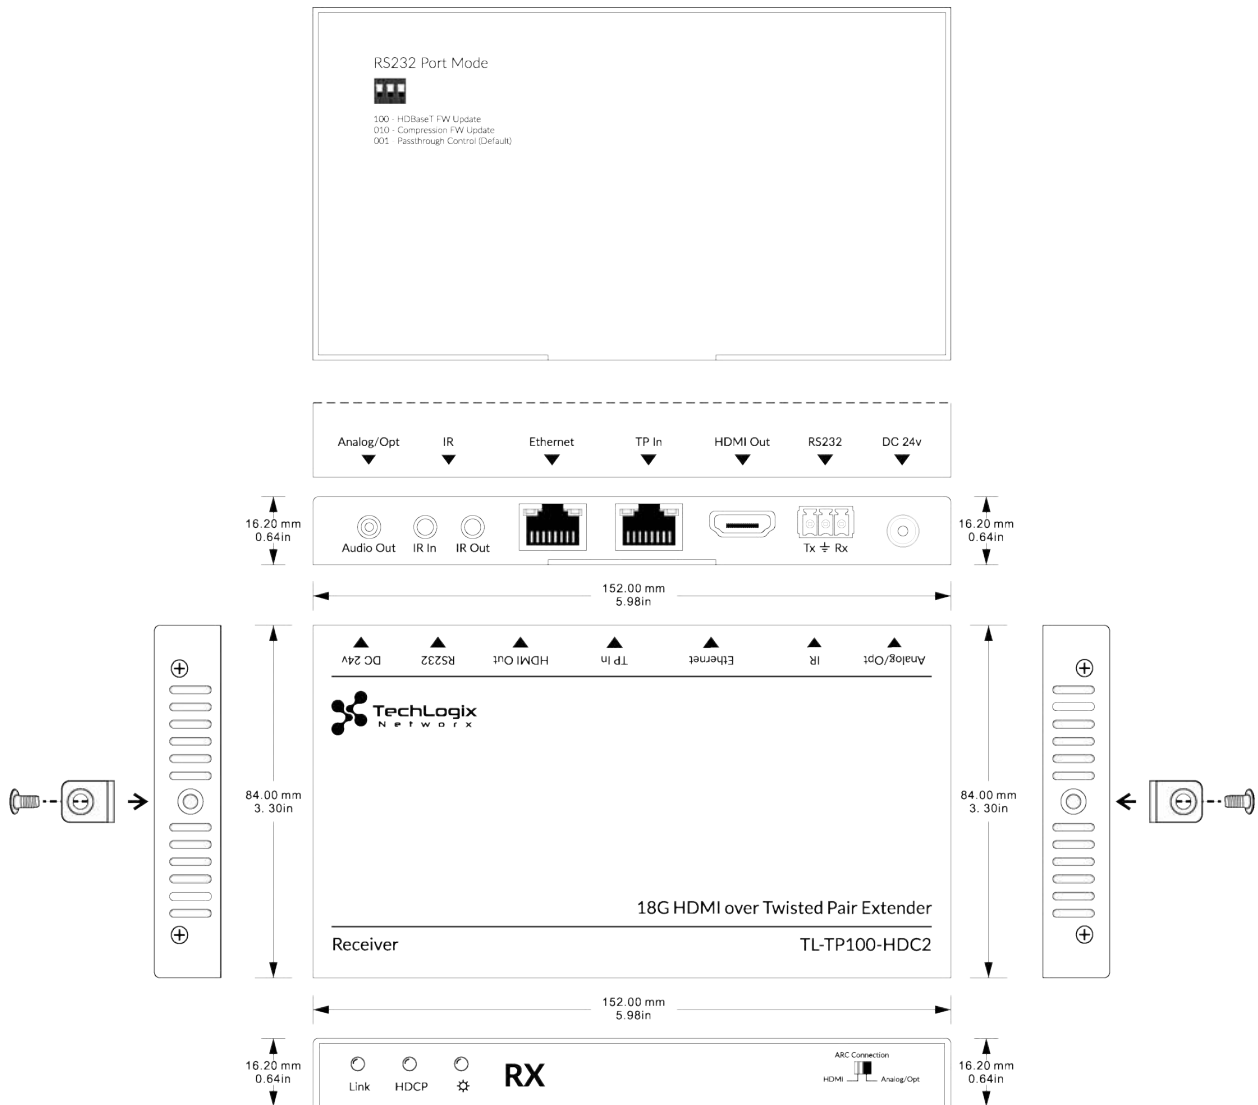 RS232 Port Mode
100 - HDBaseT FW Update
010 - Compression FW Update
001 - Passthrough Control (Default)
Analog/Opt IR Ethernet TP In HDMI Out RS232 DC 24v
16.20 mm
0.64in
Audio Out IR In IR Out Tx Rx
16.20 mm
0.64in
152.00 mm
5.98in
DC 24v RS232 HDMI Out TP In Ethernet IR Analog/Opt
TechLogix
Networx
84.00 mm
3. 30in
84.00 mm
3. 30in
18G HDMI over Twisted Pair Extender
Receiver TL-TP100-HDC2
152.00 mm
5.98in
16.20 mm
0.64in
Link HDCP RX
ARC Connection
HDMI Analog/Opt
16.20 mm
0.64in